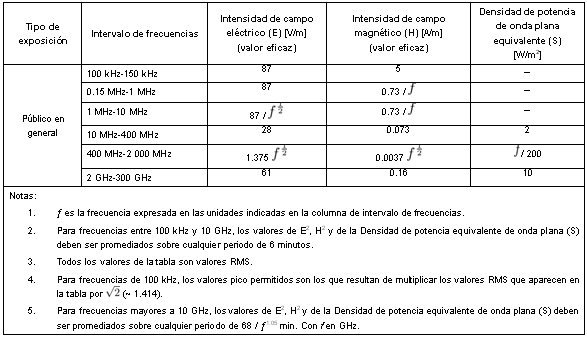 Tipo de exposición Intervalo de frecuencias Intensidad de campo eléctrico (E) [V/m] (valor eficaz) Intensidad de campo magnético (H) [A/m] (valor eficaz) Densidad de potencia de onda plana equivalente (S) [W/m²]
Público en general
100 kHz-150 kHz 87 5 –
0.15 MHz-1 MHz 87 0.73 / f –
1 MHz-10 MHz 87 / f^½ 0.73 / f –
10 MHz-400 MHz 28 0.073 2
400 MHz-2 000 MHz 1.375 f^½ 0.0037 f^½ f / 200
2 GHz-300 GHz 61 0.16 10
Notas:
1. f es la frecuencia expresada en las unidades indicadas en la columna de intervalo de frecuencias.
2. Para frecuencias entre 100 kHz y 10 GHz, los valores de E², H² y de la Densidad de potencia equivalente de onda plana (S)
deben ser promediados sobre cualquier periodo de 6 minutos.
3. Todos los valores de la tabla son valores RMS.
4. Para frecuencias de 100 kHz, los valores pico permitidos son los que resultan de multiplicar los valores RMS que aparecen en
la tabla por √2 (~ 1.414).
5. Para frecuencias mayores a 10 GHz, los valores de E², H² y de la Densidad de potencia equivalente de onda plana (S) deben
ser promediados sobre cualquier periodo de 68 / f^1.05 min. Con f en GHz.